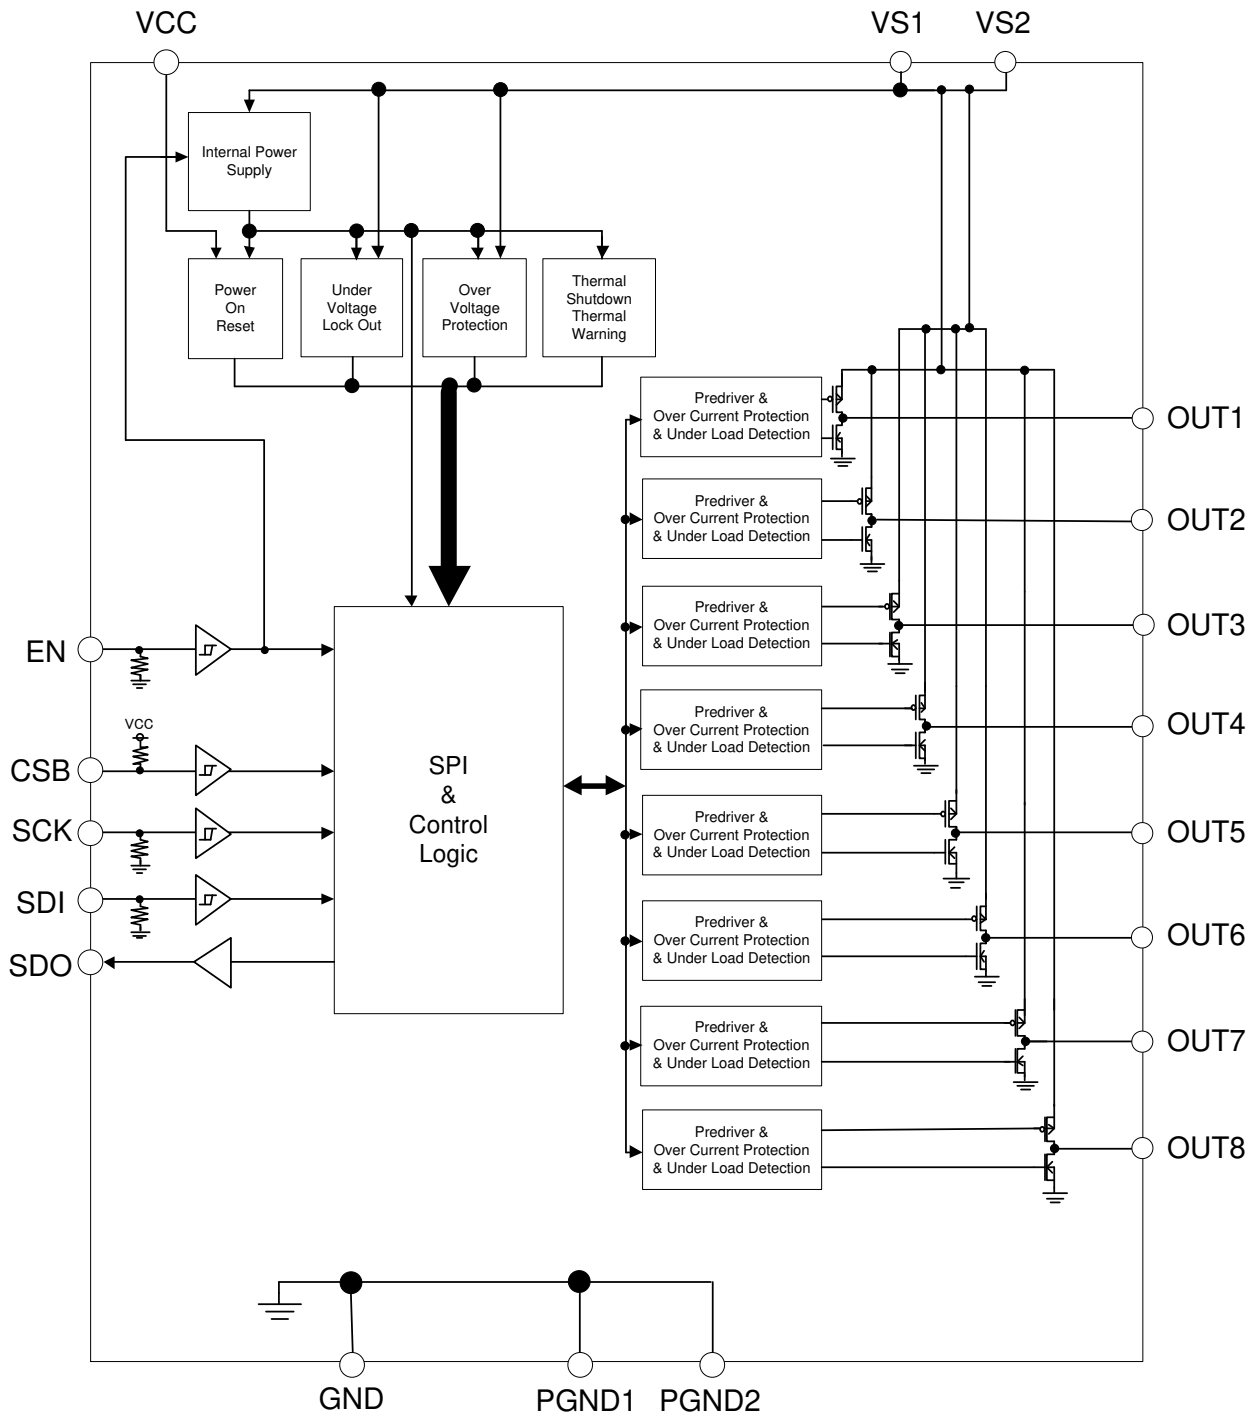 VCC
VS1
VS2
Internal Power
Supply
Power
On
Reset
Under
Voltage
Lock Out
Over
Voltage
Protection
Thermal
Shutdown
Thermal
Warning
Predriver &
Over Current Protection
& Under Load Detection
OUT1
Predriver &
Over Current Protection
& Under Load Detection
OUT2
Predriver &
Over Current Protection
& Under Load Detection
OUT3
Predriver &
Over Current Protection
& Under Load Detection
OUT4
Predriver &
Over Current Protection
& Under Load Detection
OUT5
Predriver &
Over Current Protection
& Under Load Detection
OUT6
Predriver &
Over Current Protection
& Under Load Detection
OUT7
Predriver &
Over Current Protection
& Under Load Detection
OUT8
EN
VCC
CSB
SCK
SDI
SDO
SPI
&
Control
Logic
GND
PGND1
PGND2